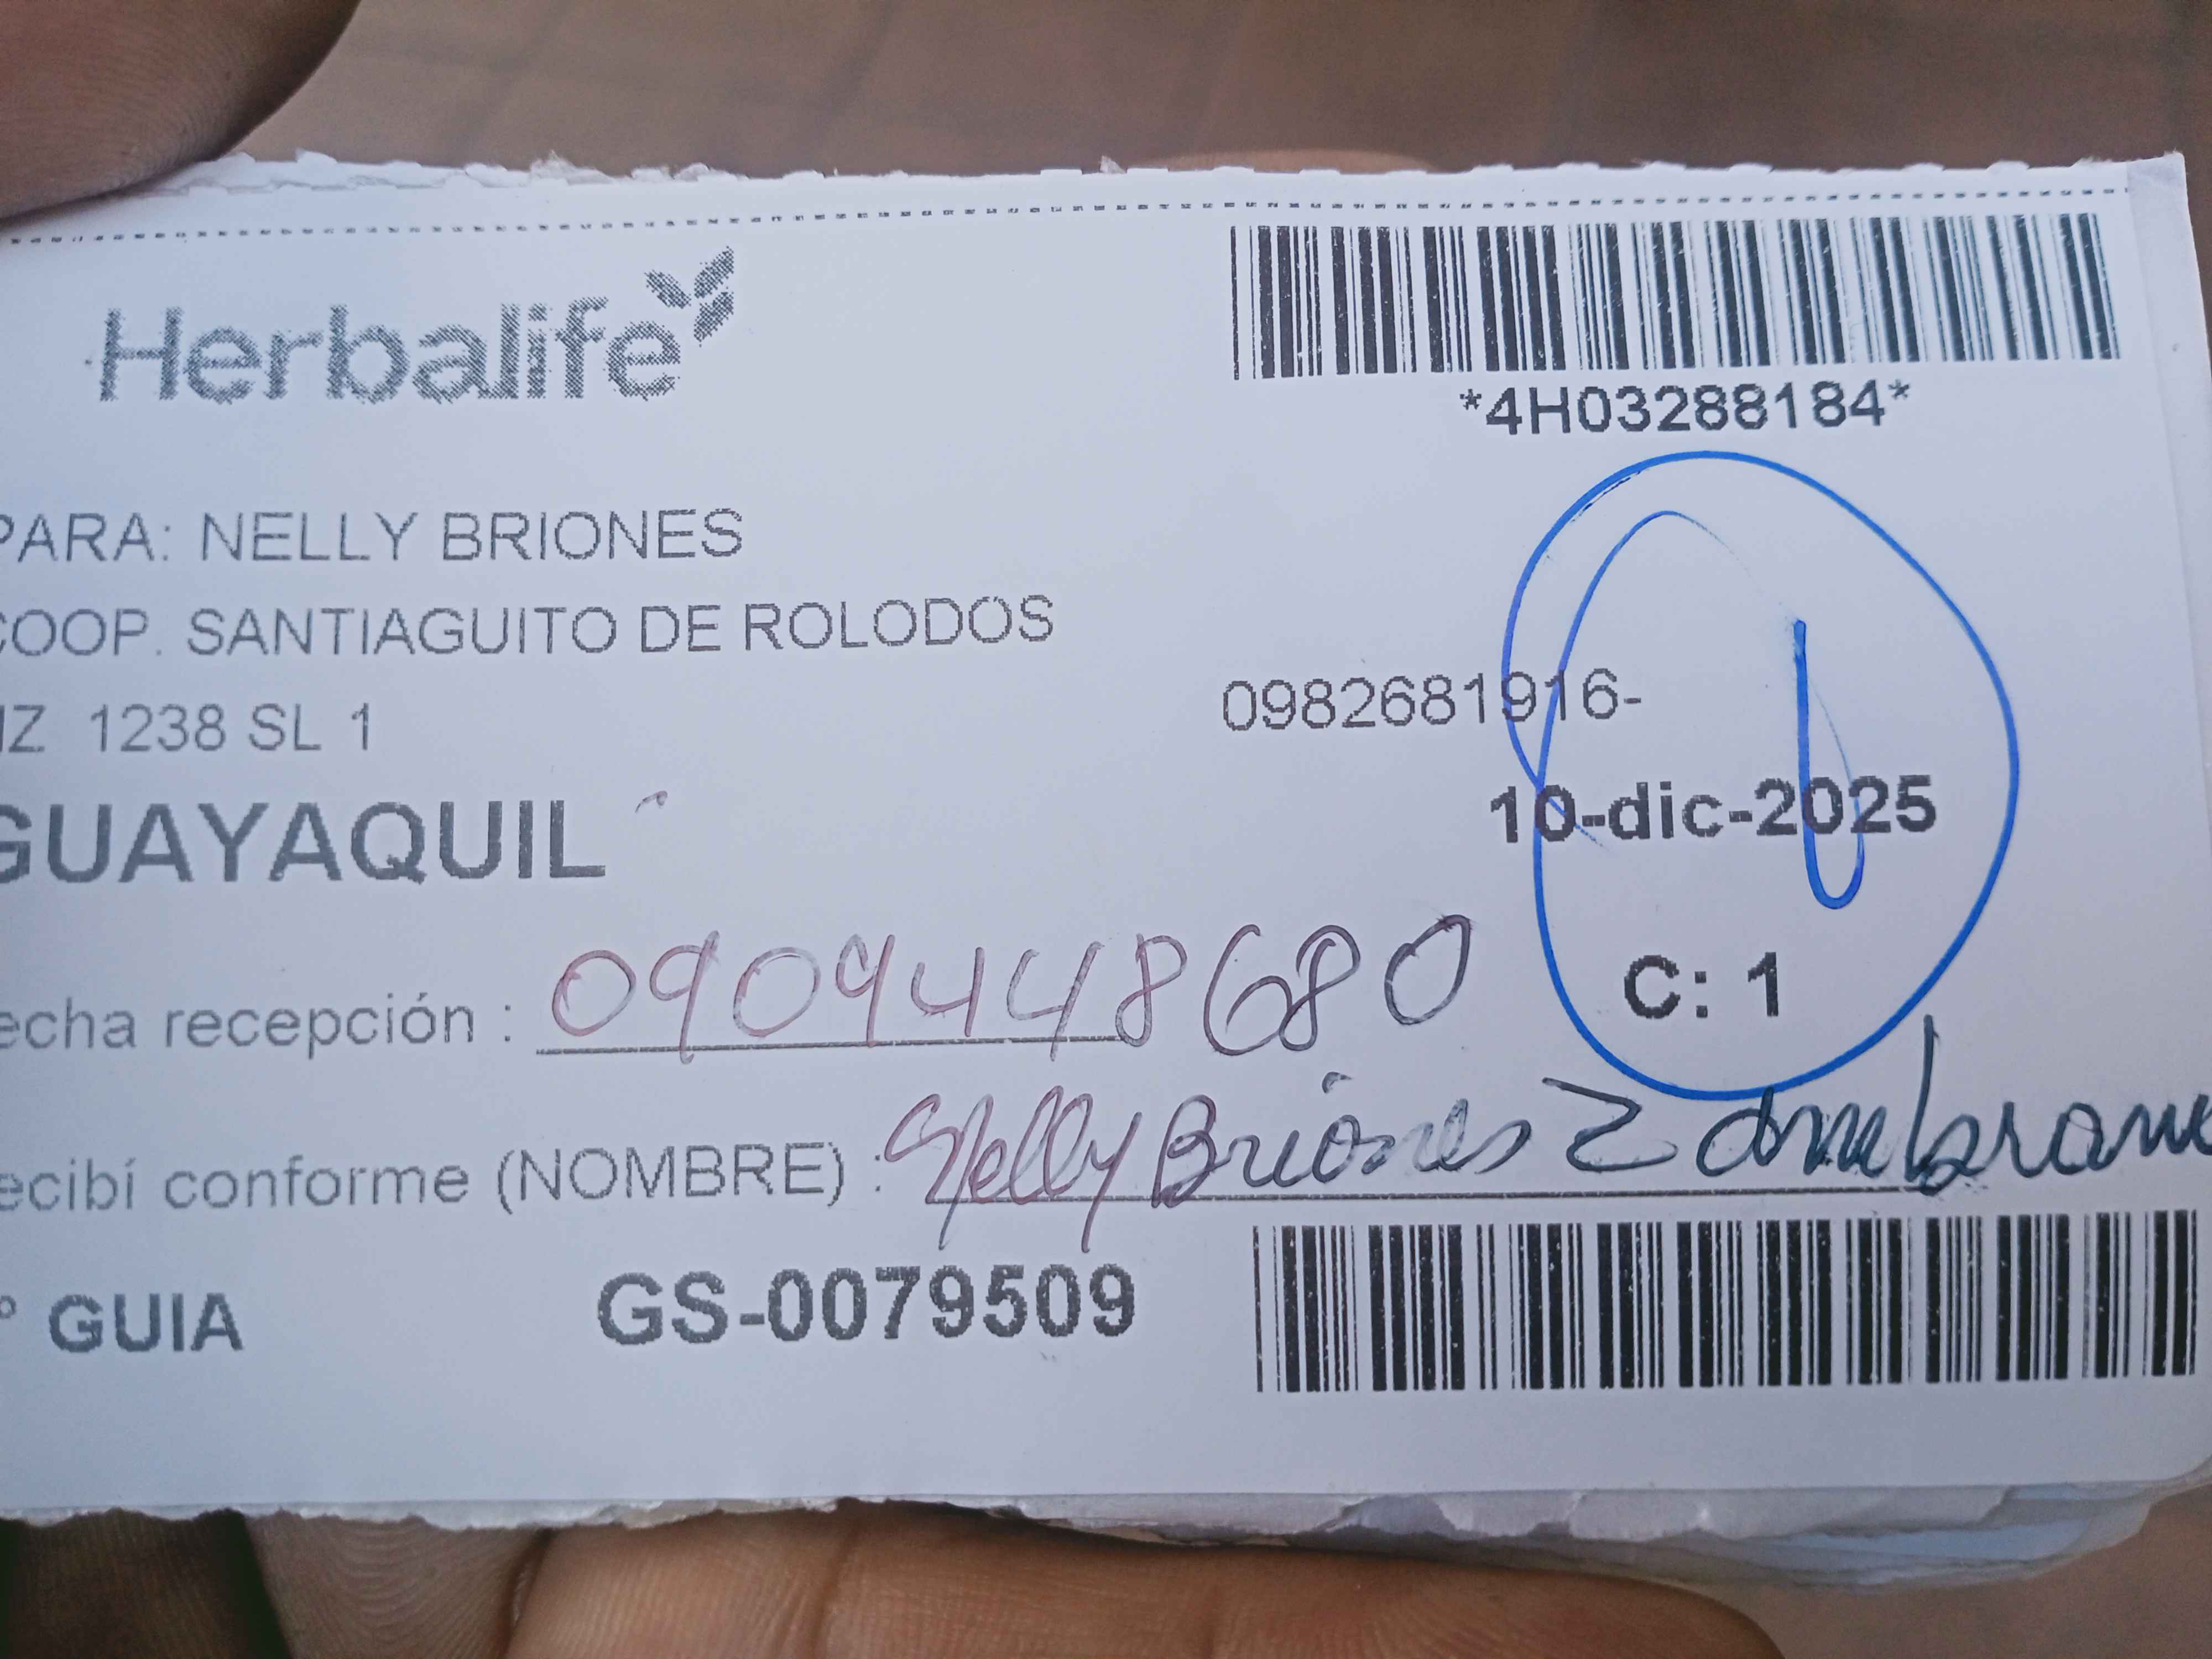 Herbalife
*4H03288184*
PARA: NELLY BRIONES
COOP. SANTIAGUITO DE ROLODOS
MZ 1238 SL 1
0982681916-
GUAYAQUIL
10-dic-2025
C: 1
echa recepción : 0909448680
ecibí conforme (NOMBRE) : Nelly Briones Zambrano
° GUIA GS-0079509